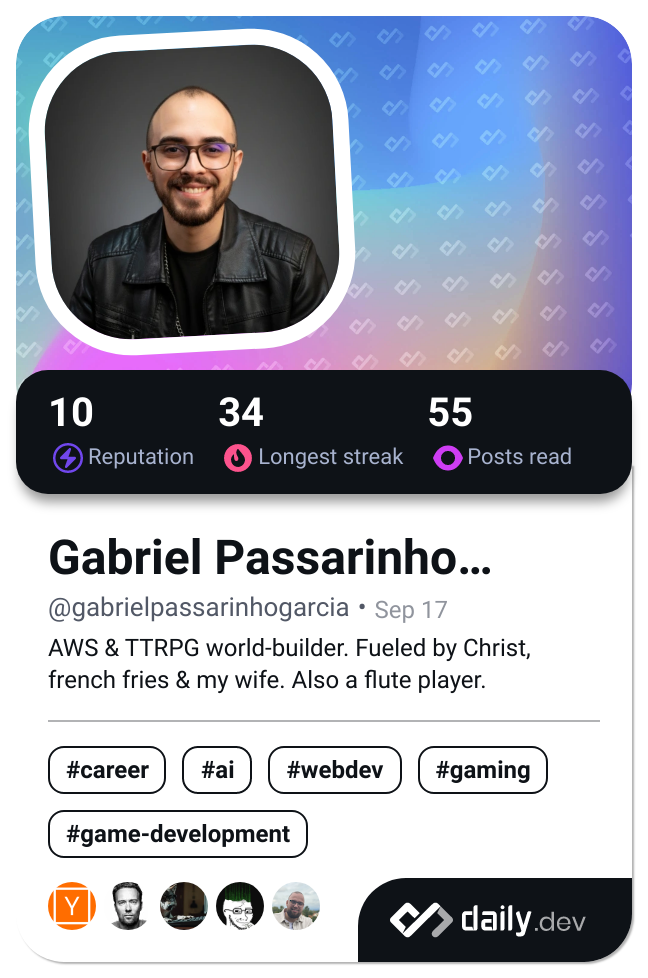 10 34 55
Reputation Longest streak Posts read
Gabriel Passarinho...
@gabrielpassarinhogarcia • Sep 17
AWS & TTRPG world-builder. Fueled by Christ,
french fries & my wife. Also a flute player.
#career #ai #webdev #gaming
#game-development
Y
daily.dev